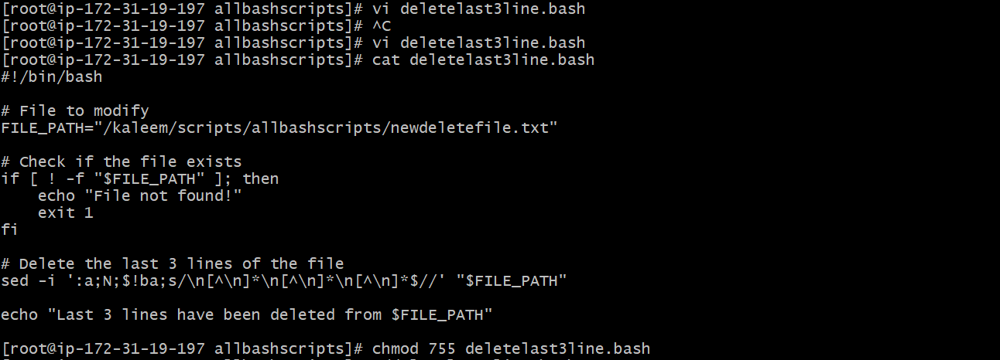 [root@ip-172-31-19-197 allbashscripts]# vi deletelast3line.bash
[root@ip-172-31-19-197 allbashscripts]# ^C
[root@ip-172-31-19-197 allbashscripts]# vi deletelast3line.bash
[root@ip-172-31-19-197 allbashscripts]# cat deletelast3line.bash
#!/bin/bash
# File to modify
FILE_PATH="/kaleem/scripts/allbashscripts/newdeletefile.txt"
# Check if the file exists
if [ ! -f "$FILE_PATH" ]; then
    echo "File not found!"
    exit 1
fi
# Delete the last 3 lines of the file
sed -i ':a;N;$!ba;s/\n[^\n]*\n[^\n]*\n[^\n]*$//' "$FILE_PATH"
echo "Last 3 lines have been deleted from $FILE_PATH"
[root@ip-172-31-19-197 allbashscripts]# chmod 755 deletelast3line.bash